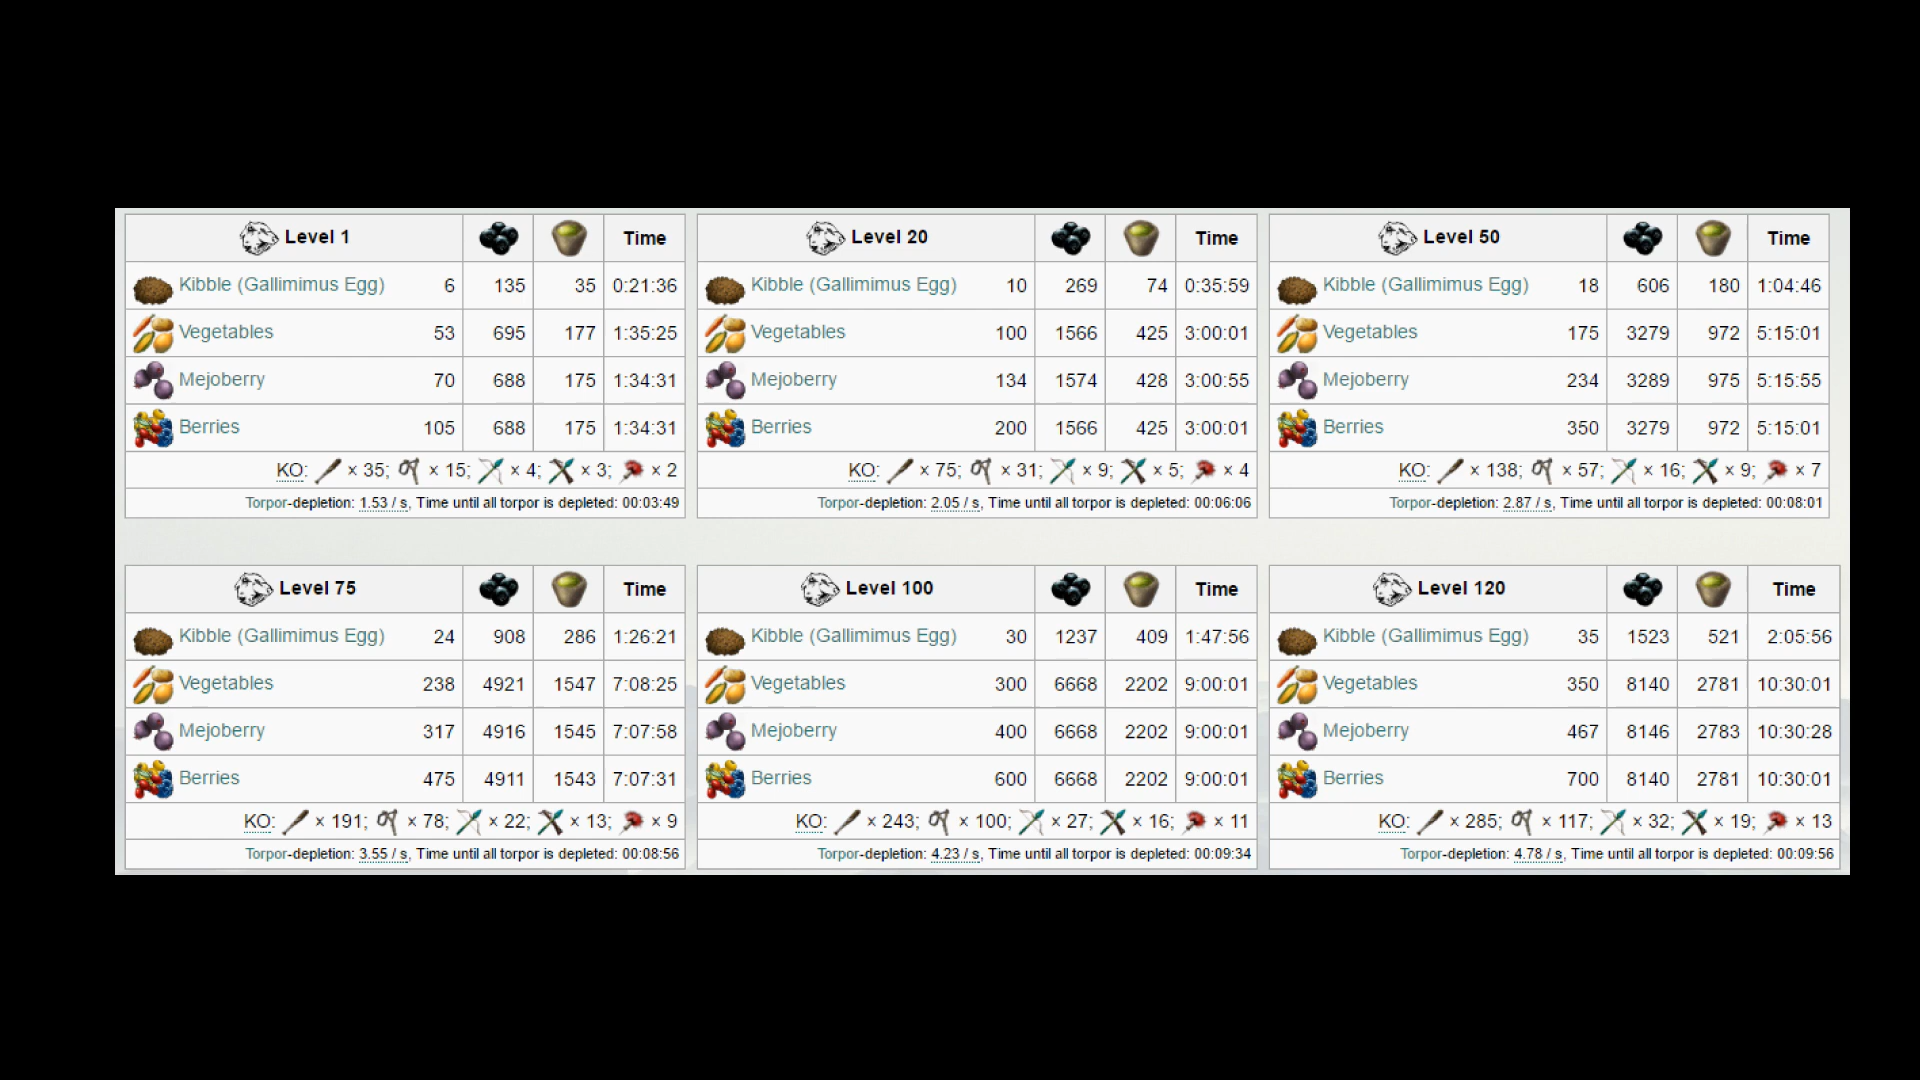 Level 1 Time
Kibble (Gallimimus Egg) 6 135 35 0:21:36
Vegetables 53 695 177 1:35:25
Mejoberry 70 688 175 1:34:31
Berries 105 688 175 1:34:31
KO: × 35; × 15; × 4; × 3; × 2
Torpor-depletion: 1.53 / s, Time until all torpor is depleted: 00:03:49
Level 20 Time
Kibble (Gallimimus Egg) 10 269 74 0:35:59
Vegetables 100 1566 425 3:00:01
Mejoberry 134 1574 428 3:00:55
Berries 200 1566 425 3:00:01
KO: × 75; × 31; × 9; × 5; × 4
Torpor-depletion: 2.05 / s, Time until all torpor is depleted: 00:06:06
Level 50 Time
Kibble (Gallimimus Egg) 18 606 180 1:04:46
Vegetables 175 3279 972 5:15:01
Mejoberry 234 3289 975 5:15:55
Berries 350 3279 972 5:15:01
KO: × 138; × 57; × 16; × 9; × 7
Torpor-depletion: 2.87 / s, Time until all torpor is depleted: 00:08:01
Level 75 Time
Kibble (Gallimimus Egg) 24 908 286 1:26:21
Vegetables 238 4921 1547 7:08:25
Mejoberry 317 4916 1545 7:07:58
Berries 475 4911 1543 7:07:31
KO: × 191; × 78; × 22; × 13; × 9
Torpor-depletion: 3.55 / s, Time until all torpor is depleted: 00:08:56
Level 100 Time
Kibble (Gallimimus Egg) 30 1237 409 1:47:56
Vegetables 300 6668 2202 9:00:01
Mejoberry 400 6668 2202 9:00:01
Berries 600 6668 2202 9:00:01
KO: × 243; × 100; × 27; × 16; × 11
Torpor-depletion: 4.23 / s, Time until all torpor is depleted: 00:09:34
Level 120 Time
Kibble (Gallimimus Egg) 35 1523 521 2:05:56
Vegetables 350 8140 2781 10:30:01
Mejoberry 467 8146 2783 10:30:28
Berries 700 8140 2781 10:30:01
KO: × 285; × 117; × 32; × 19; × 13
Torpor-depletion: 4.78 / s, Time until all torpor is depleted: 00:09:56